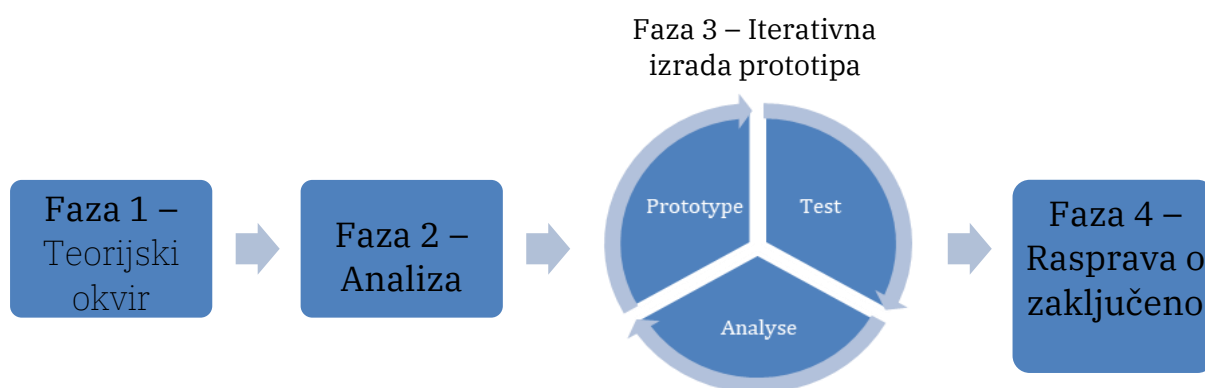 Faza 3 – Iterativna
izrada prototipa
Faza 1 –
Teorijski
okvir
Faza 2 –
Analiza
Prototype
Test
Analyse
Faza 4 –
Rasprava o
zaključeno